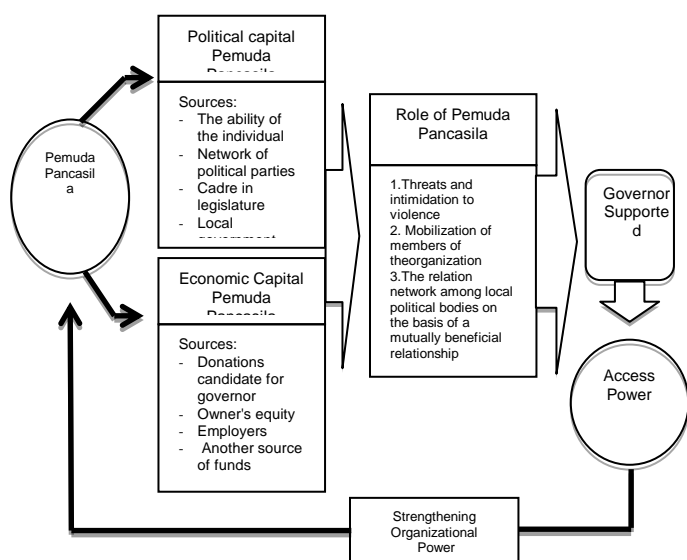 Political capital
Pemuda
Pancasila
Sources:
- The ability of
the individual
- Network of
political parties
- Cadre in
legislature
- Local
government
Pemuda
Pancasil
a
Economic Capital
Pemuda
Pancasila
Sources:
- Donations
candidate for
governor
- Owner's equity
- Employers
- Another source
of funds
Role of Pemuda
Pancasila
1.Threats and
intimidation to
violence
2. Mobilization of
members of
theorganization
3.The relation
network among local
political bodies on
the basis of a
mutually beneficial
relationship
Governor
Supporte
d
Access
Power
Strengthening
Organizational
Power